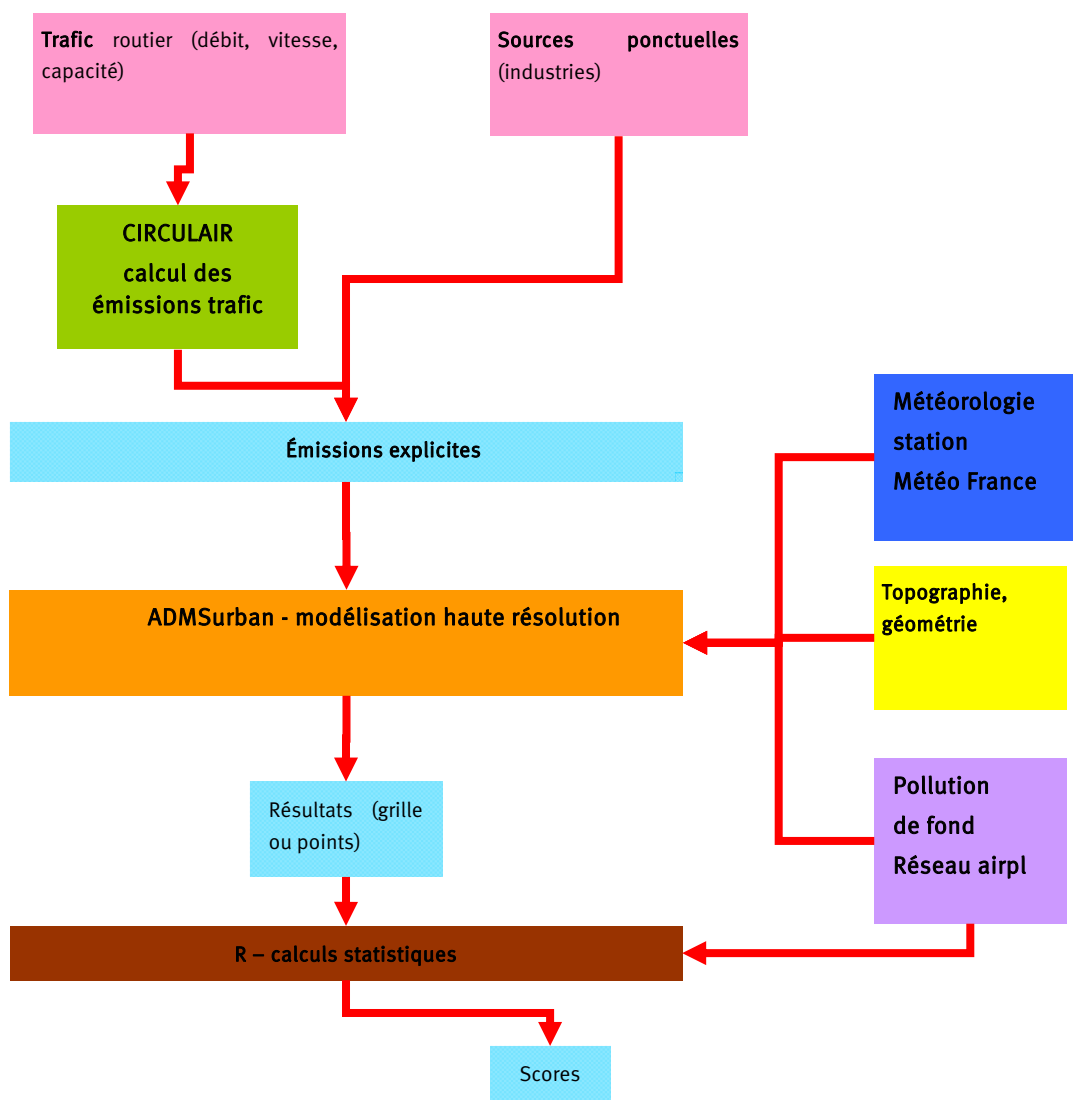 Trafic routier (débit, vitesse,
capacité)
Sources ponctuelles
(industries)
CIRCULAIR
calcul des
émissions trafic
Météorologie
station
Météo France
Émissions explicites
Topographie,
géométrie
ADMSurban - modélisation haute résolution
Pollution
de fond
Réseau airpl
Résultats (grille
ou points)
R – calculs statistiques
Scores